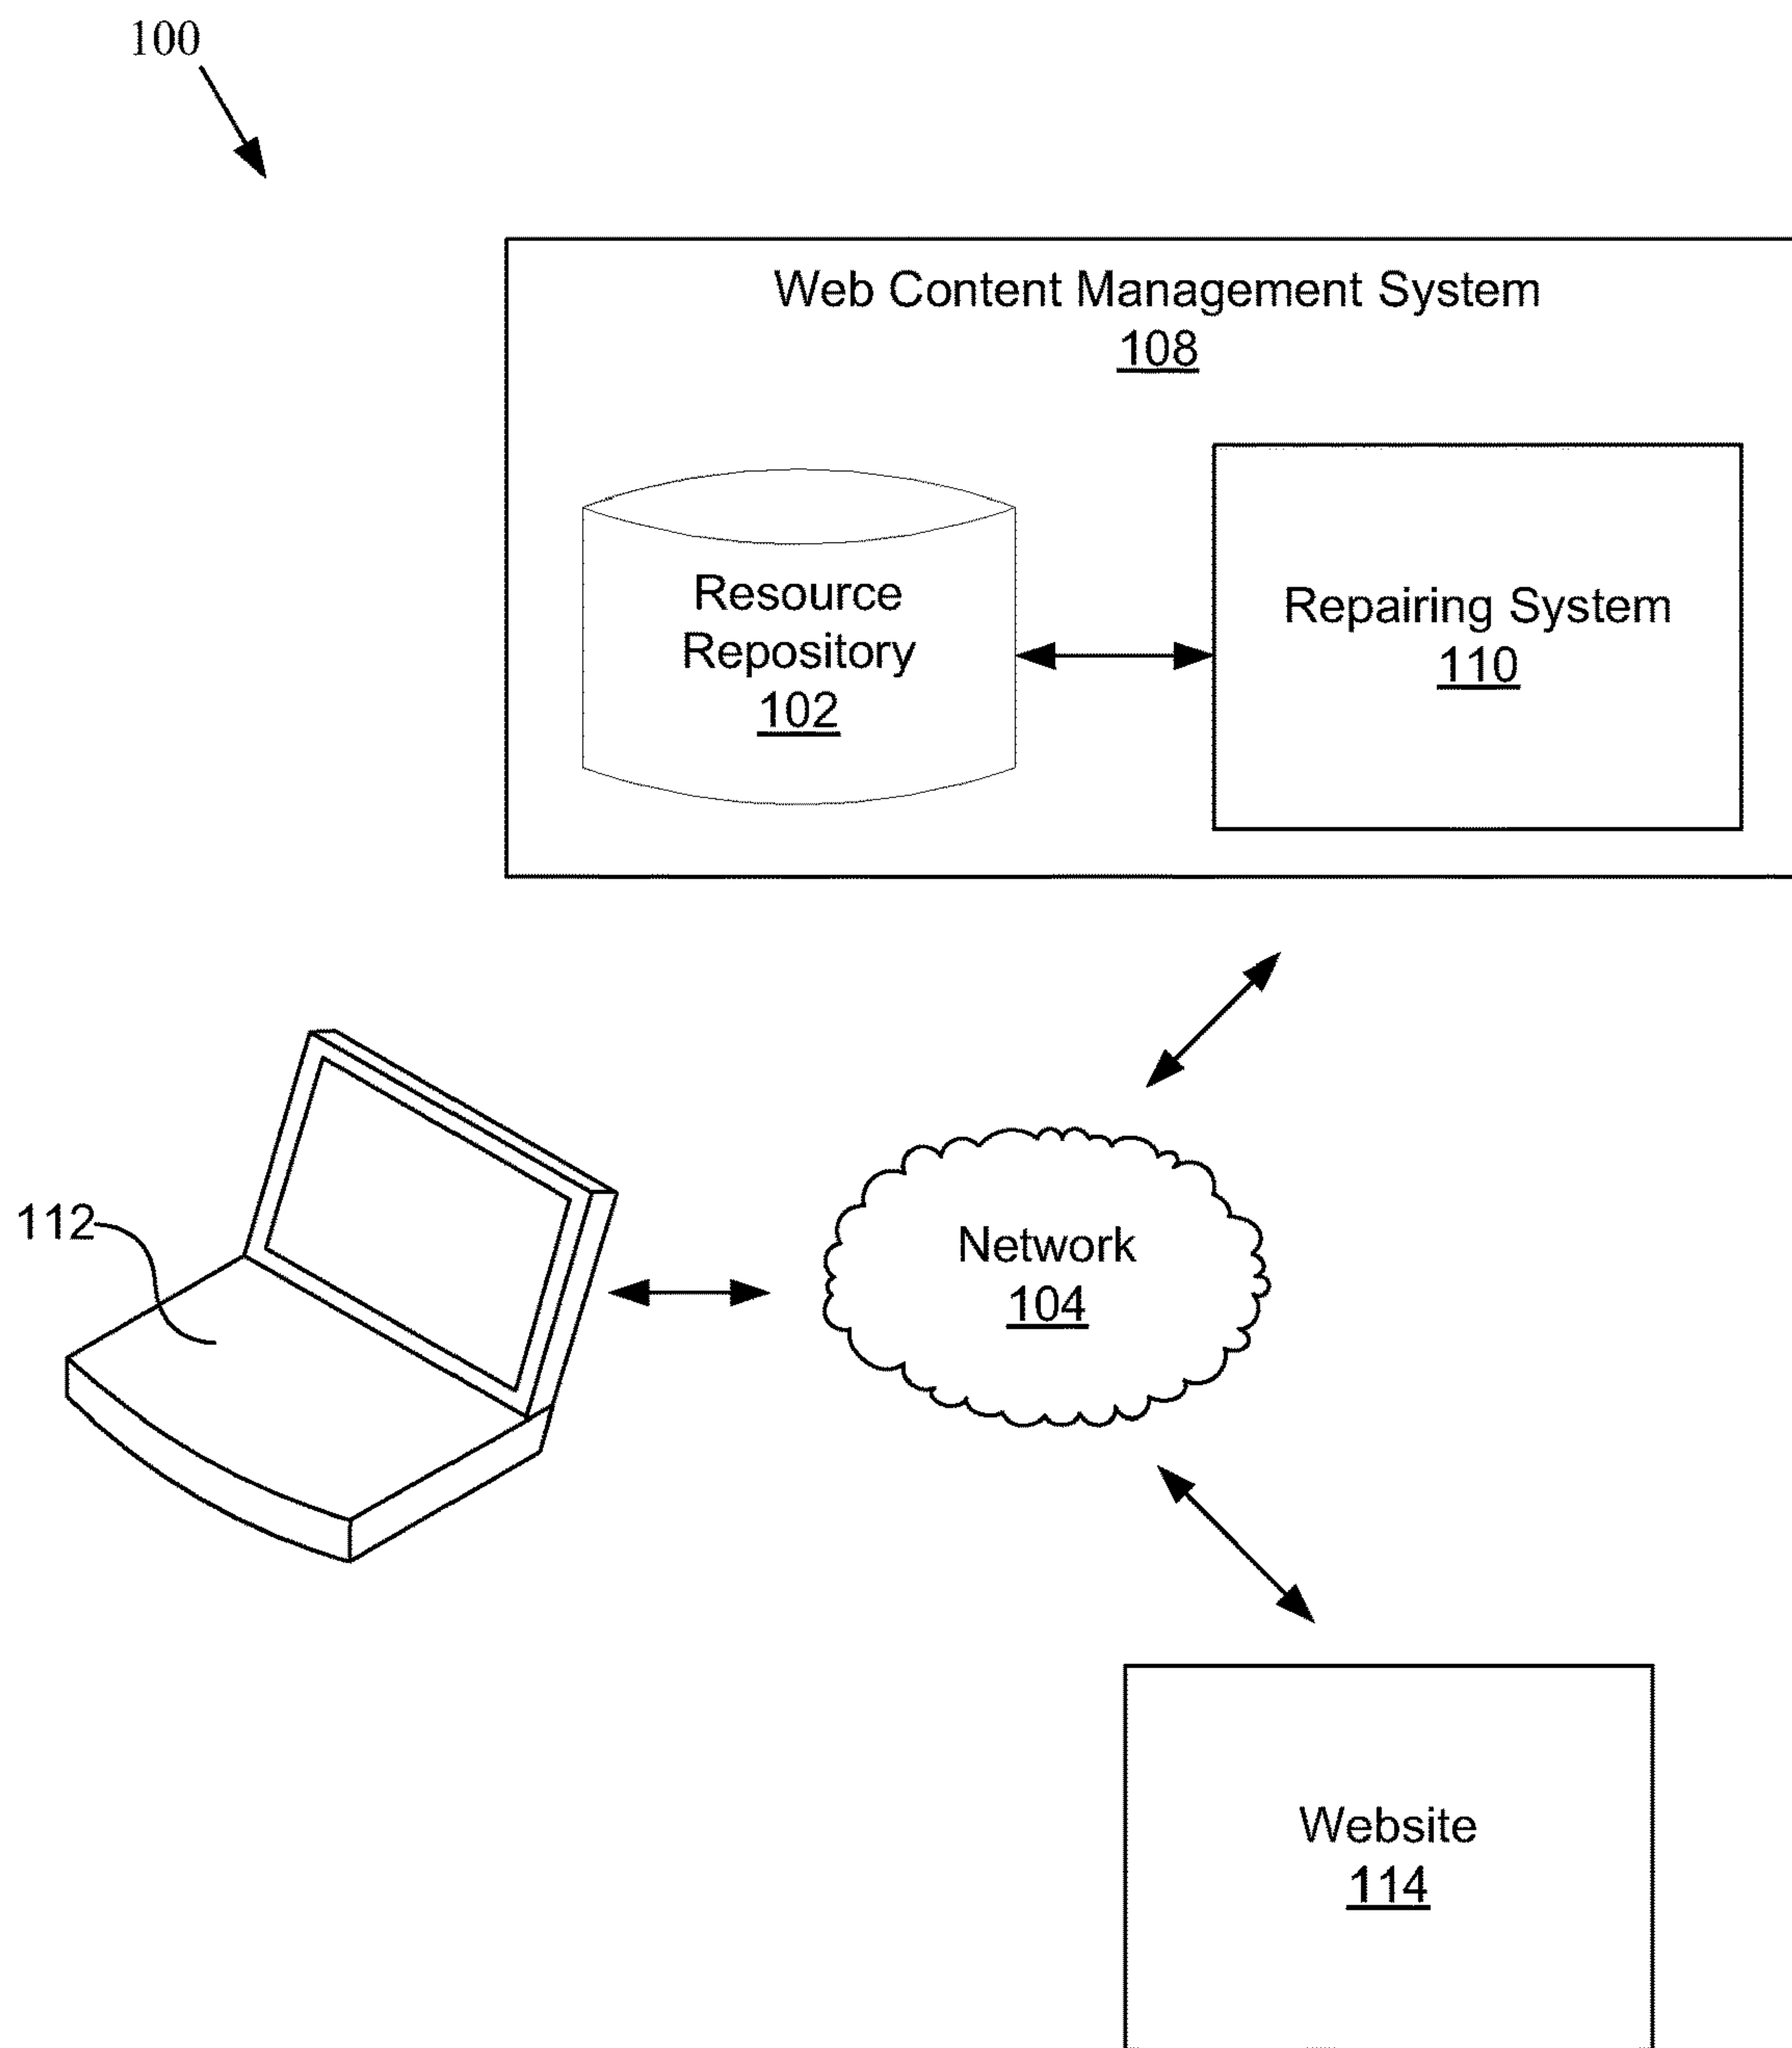 100
Web Content Management System
108
Resource
Repository
102
Repairing System
110
112
Network
104
Website
114